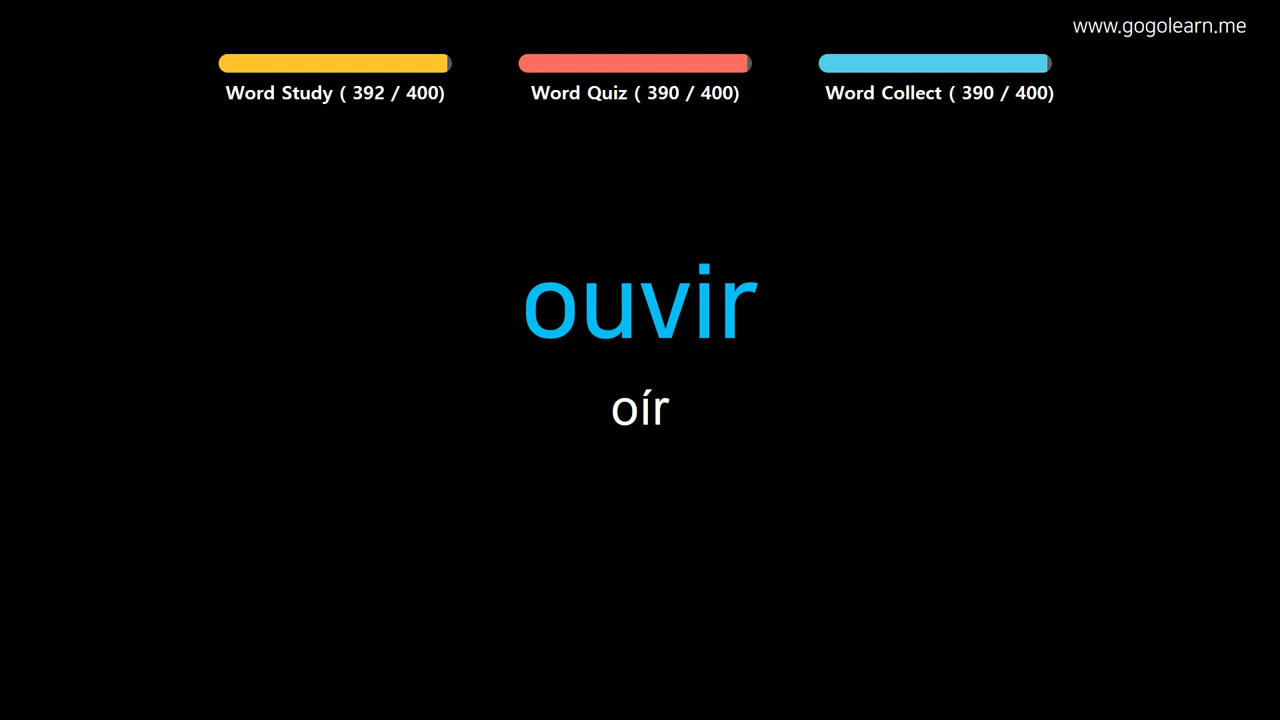 www.gogolearn.me
Word Study ( 392 / 400)
Word Quiz ( 390 / 400)
Word Collect ( 390 / 400)
ouvir
oír